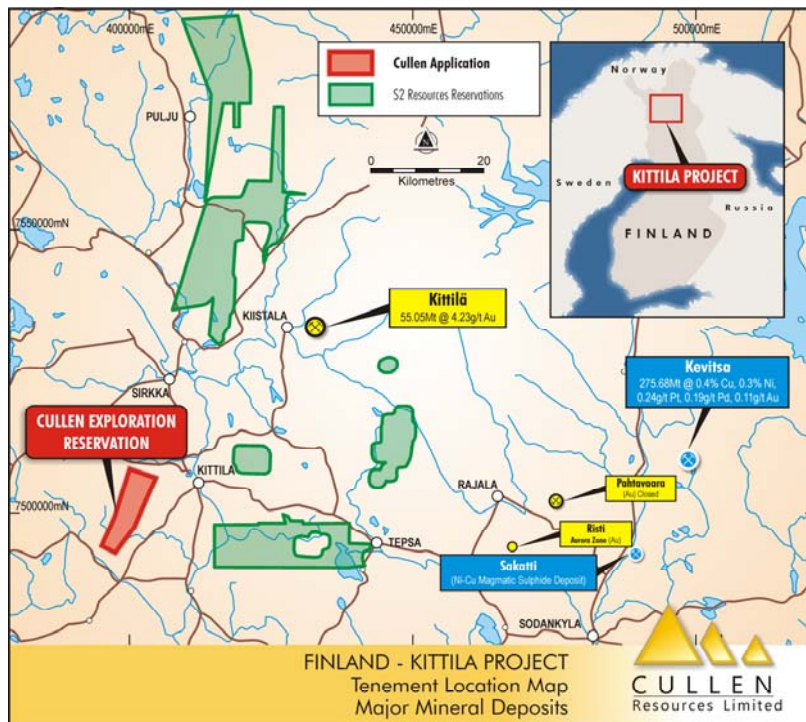 400000mE
450000mE
500000mE
Cullen Application
S2 Resources Reservations
N
0
20
Kilometres
Norway
KITTILA PROJECT
Sweden
Russia
FINLAND
PULJU
7550000mN
KIISTALA
Kittilä
55.05Mt @ 4.23g/t Au
SIRKKA
Kevitsa
275.68Mt @ 0.4% Cu, 0.3% Ni,
0.24g/t Pt, 0.19g/t Pd, 0.11g/t Au
CULLEN EXPLORATION
RESERVATION
KITTILA
RAJALA
Pahtavaara
(Au) Closed
7500000mN
TEPSA
Risti
Aurora Zone (Au)
Sakatti
(Ni-Cu Magmatic Sulphide Deposit)
SODANKYLA
FINLAND - KITTILA PROJECT
Tenement Location Map
Major Mineral Deposits
CULLEN
Resources Limited